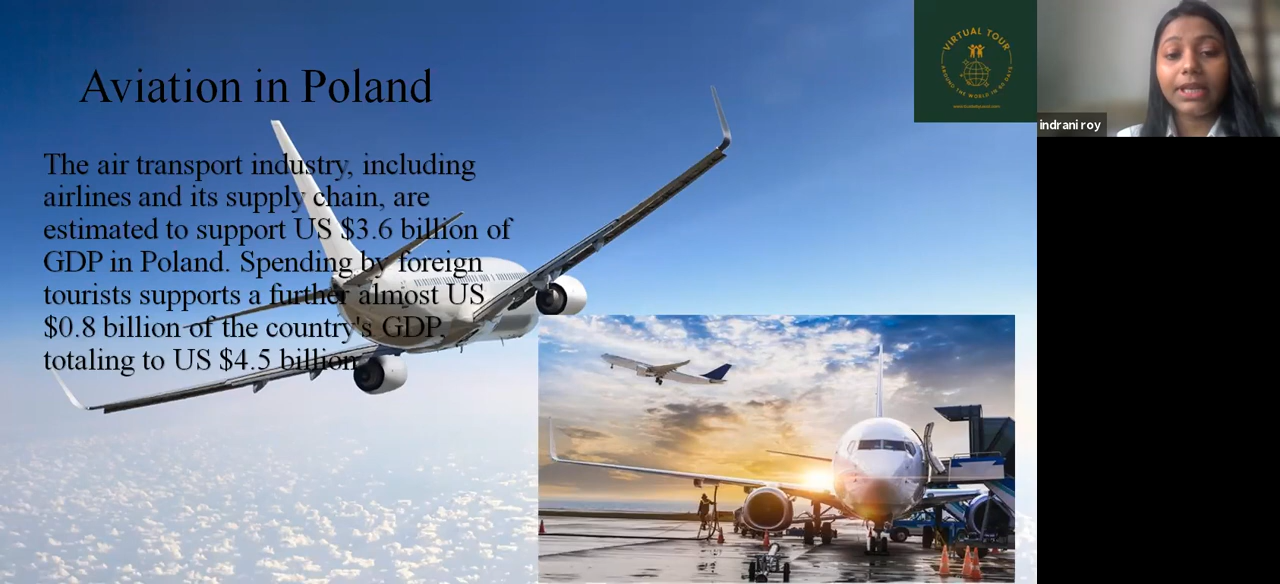 Aviation in Poland
The air transport industry, including
airlines and its supply chain, are
estimated to support US $3.6 billion of
GDP in Poland. Spending by foreign
tourists supports a further almost US
$0.8 billion of the country's GDP,
totaling to US $4.5 billion
VIRTUAL TOUR
indrani roy